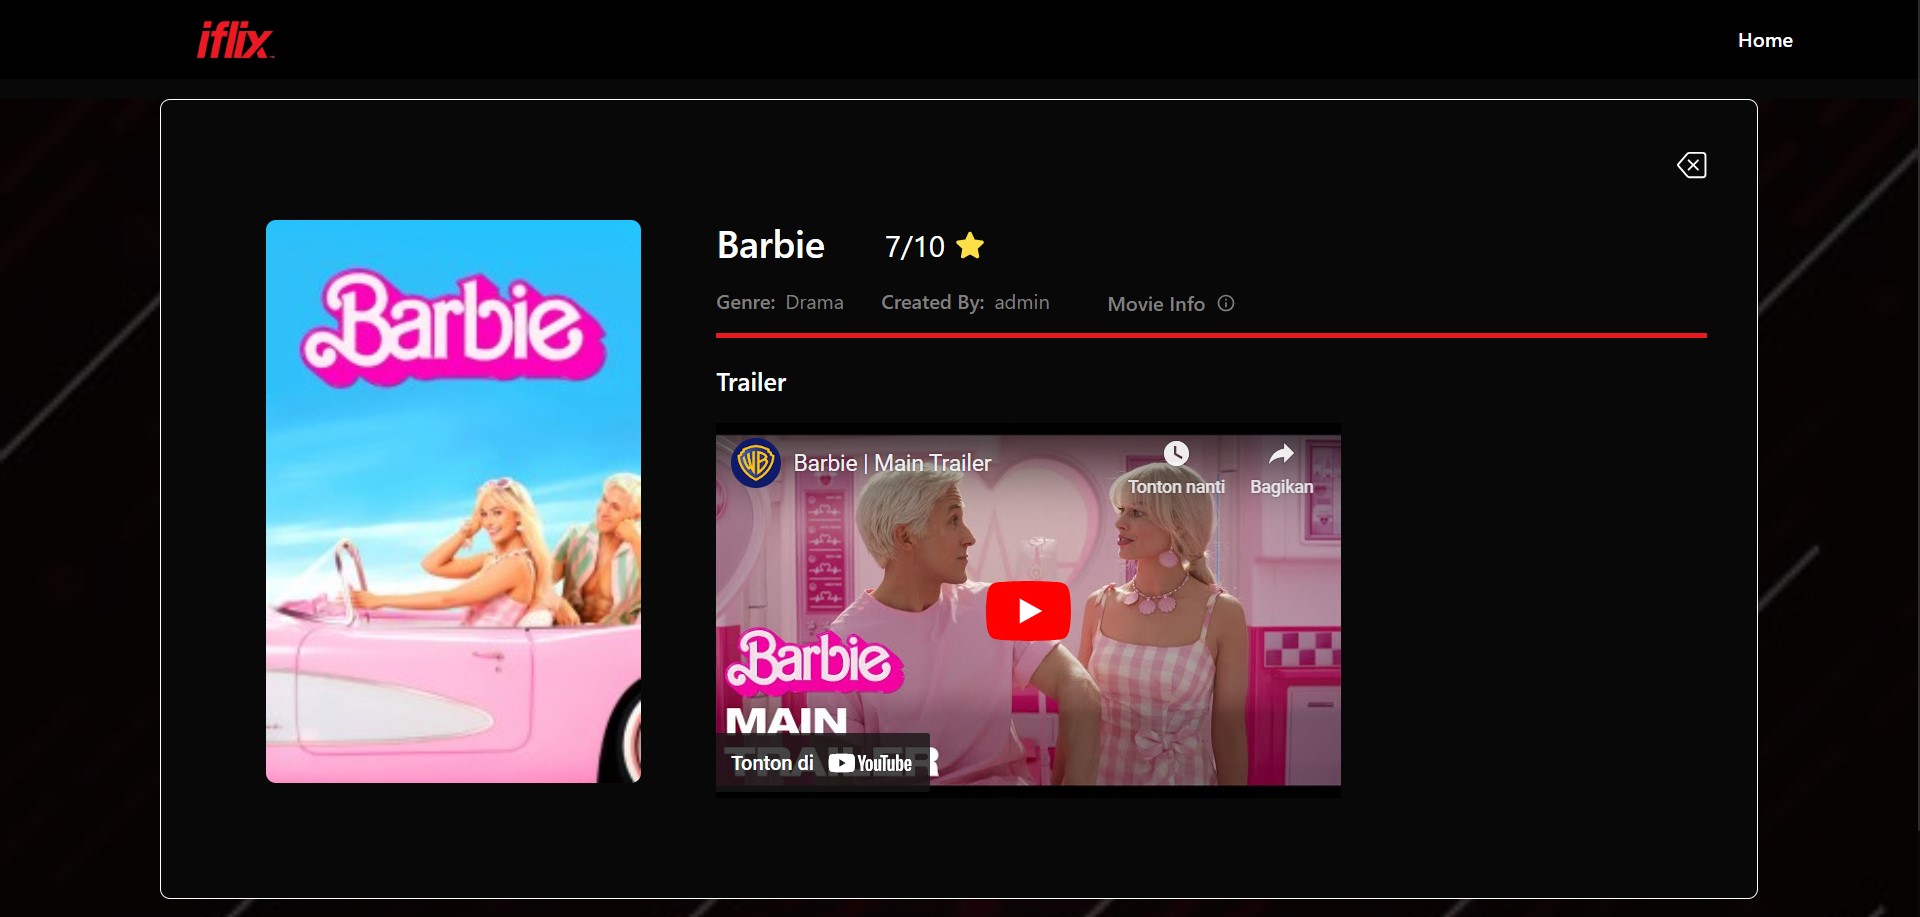 iflix
Home
Barbie
Barbie 7/10
Genre: Drama Created By: admin Movie Info
Trailer
WB Barbie | Main Trailer
Tonton nanti Bagikan
Barbie
MAIN
TRAILER
Tonton di YouTube